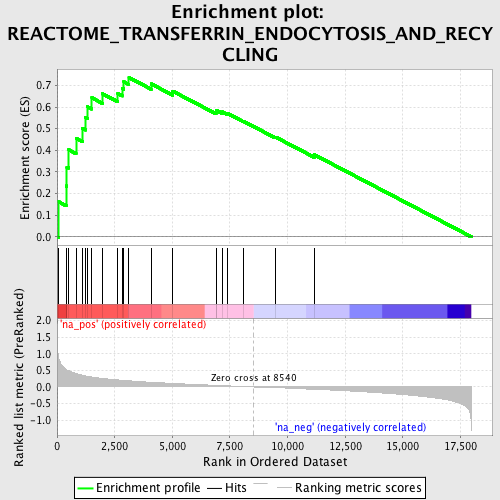 Enrichment plot:
REACTOME_TRANSFERRIN_ENDOCYTOSIS_AND_RECY
CLING
Enrichment score (ES)
0.7
0.6
0.5
0.4
0.3
0.2
0.1
0.0
'na_pos' (positively correlated)
Ranked list metric (PreRanked)
2.0
1.5
1.0
0.5
0.0
-0.5
-1.0
Zero cross at 8540
'na_neg' (negatively correlated)
0 2,500 5,000 7,500 10,000 12,500 15,000 17,500
Rank in Ordered Dataset
Enrichment profile Hits Ranking metric scores